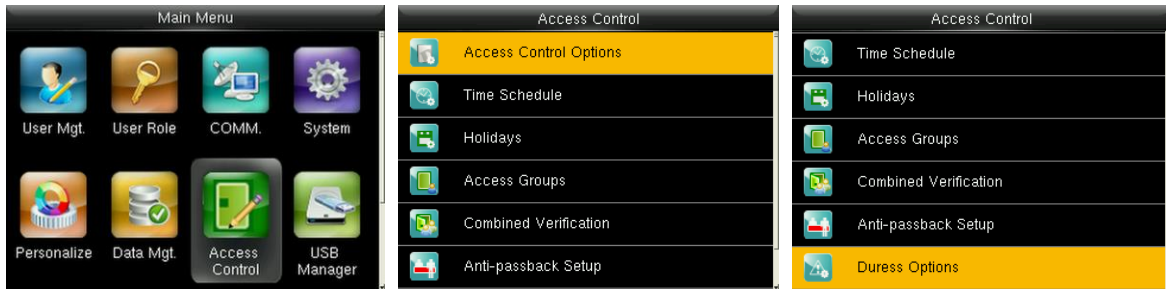 Main Menu
User Mgt.
User Role
COMM.
System
Personalize
Data Mgt.
Access
Control
USB
Manager
Access Control
Access Control Options
Time Schedule
Holidays
Access Groups
Combined Verification
Anti-passback Setup
Access Control
Time Schedule
Holidays
Access Groups
Combined Verification
Anti-passback Setup
Duress Options